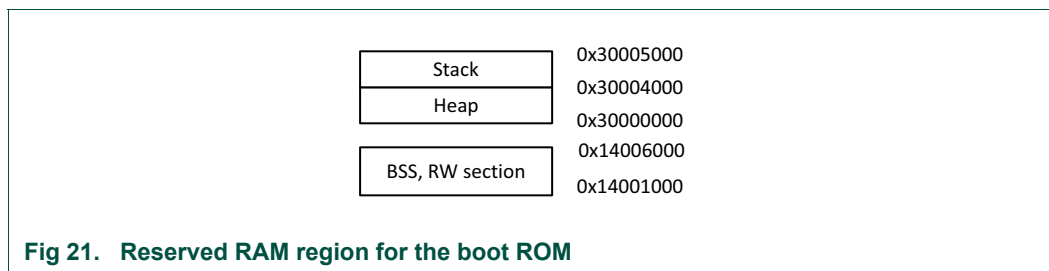 0x30005000
Stack
0x30004000
Heap
0x30000000
0x14006000
BSS, RW section
0x14001000
Fig 21. Reserved RAM region for the boot ROM